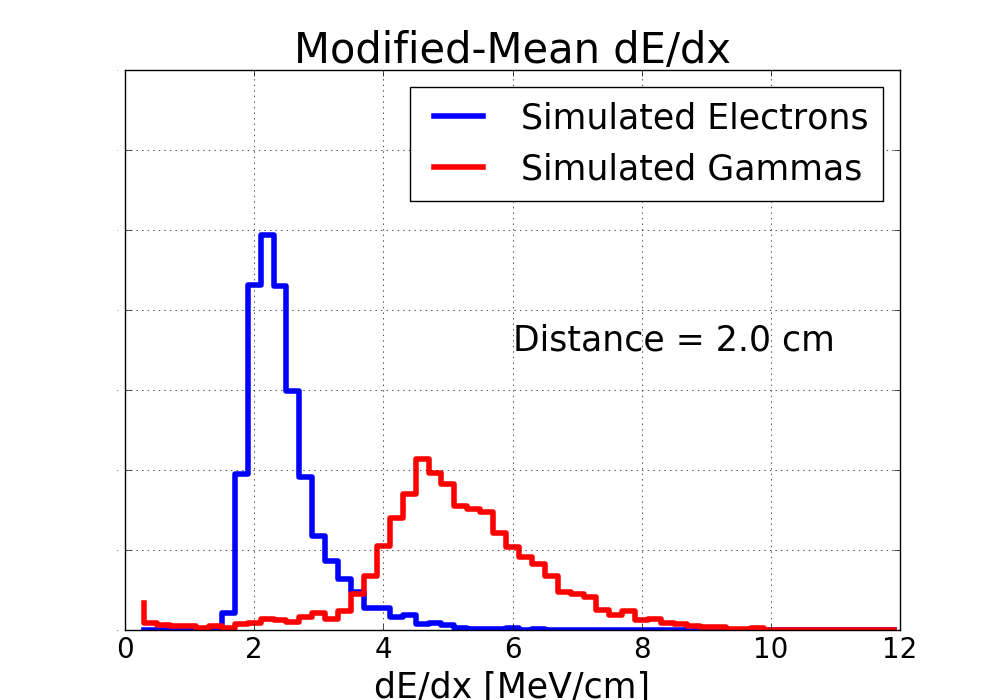 Modified-Mean dE/dx
Simulated Electrons
Simulated Gammas
Distance = 2.0 cm
0 2 4 6 8 10 12
dE/dx [MeV/cm]